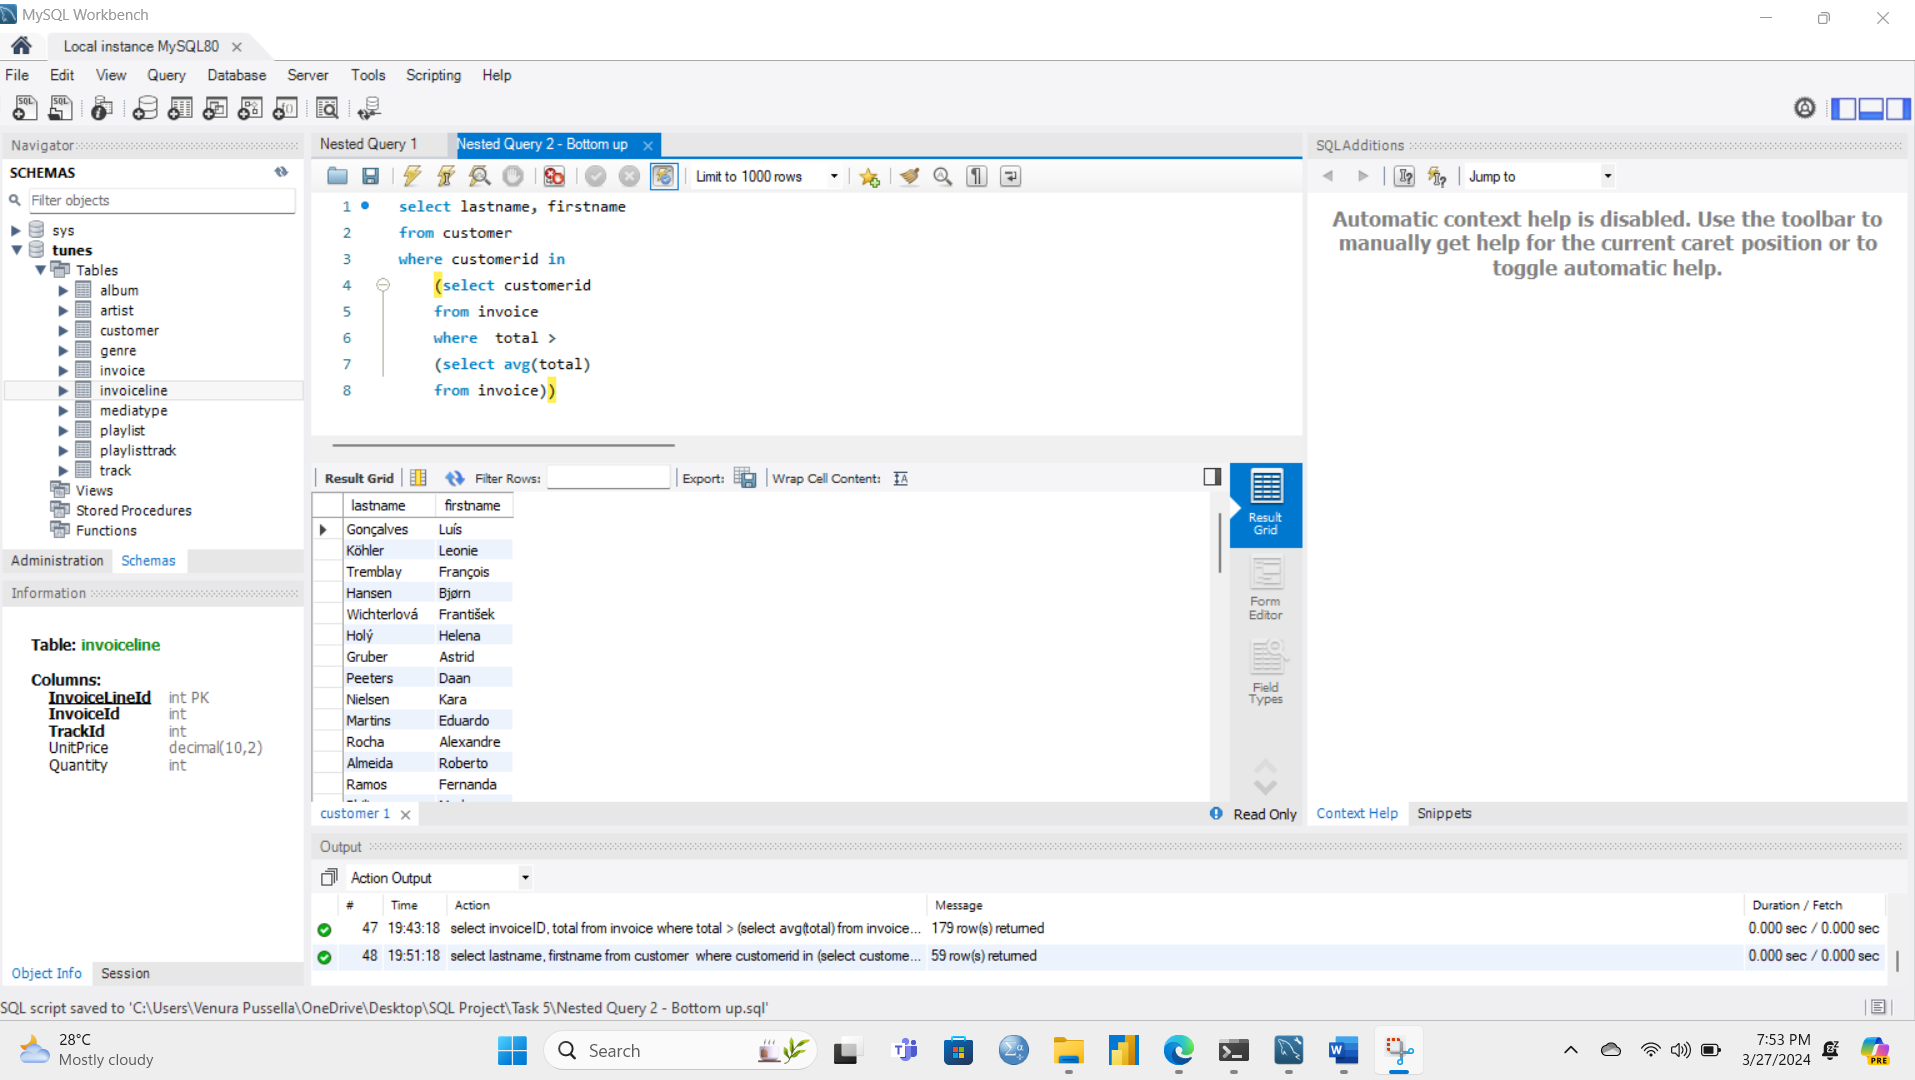 MySQL Workbench
Local instance MySQL80
File Edit View Query Database Server Tools Scripting Help
Navigator
SCHEMAS
Filter objects
sys
tunes
Tables
album
artist
customer
genre
invoice
invoiceline
mediatype
playlist
playlisttrack
track
Views
Stored Procedures
Functions
Administration Schemas
Information
Table: invoiceline
Columns:
InvoiceLineId int PK
InvoiceId int
TrackId int
UnitPrice decimal(10,2)
Quantity int
Object Info Session
Nested Query 1 Nested Query 2 - Bottom up
Limit to 1000 rows
1 select lastname, firstname
2 from customer
3 where customerid in
4 (select customerid
5 from invoice
6 where  total >
7 (select avg(total)
8 from invoice))
Result Grid Filter Rows: Export: Wrap Cell Content:
lastname firstname
Gonçalves Luís
Köhler Leonie
Tremblay François
Hansen Bjørn
Wichterlová František
Holý Helena
Gruber Astrid
Peeters Daan
Nielsen Kara
Martins Eduardo
Rocha Alexandre
Almeida Roberto
Ramos Fernanda
Result
Grid
Form
Editor
Field
Types
customer 1
Read Only
SQLAdditions
Jump to
Automatic context help is disabled. Use the toolbar to
manually get help for the current caret position or to
toggle automatic help.
Context Help Snippets
Output
Action Output
# Time Action Message Duration / Fetch
47 19:43:18 select invoiceID, total from invoice where total > (select avg(total) from invoice... 179 row(s) returned 0.000 sec / 0.000 sec
48 19:51:18 select lastname, firstname from customer  where customerid in (select custome... 59 row(s) returned 0.000 sec / 0.000 sec
SQL script saved to 'C:\Users\Venura Pussella\OneDrive\Desktop\SQL Project\Task 5\Nested Query 2 - Bottom up.sql'
28°C
Mostly cloudy
Search
7:53 PM
3/27/2024
PRE